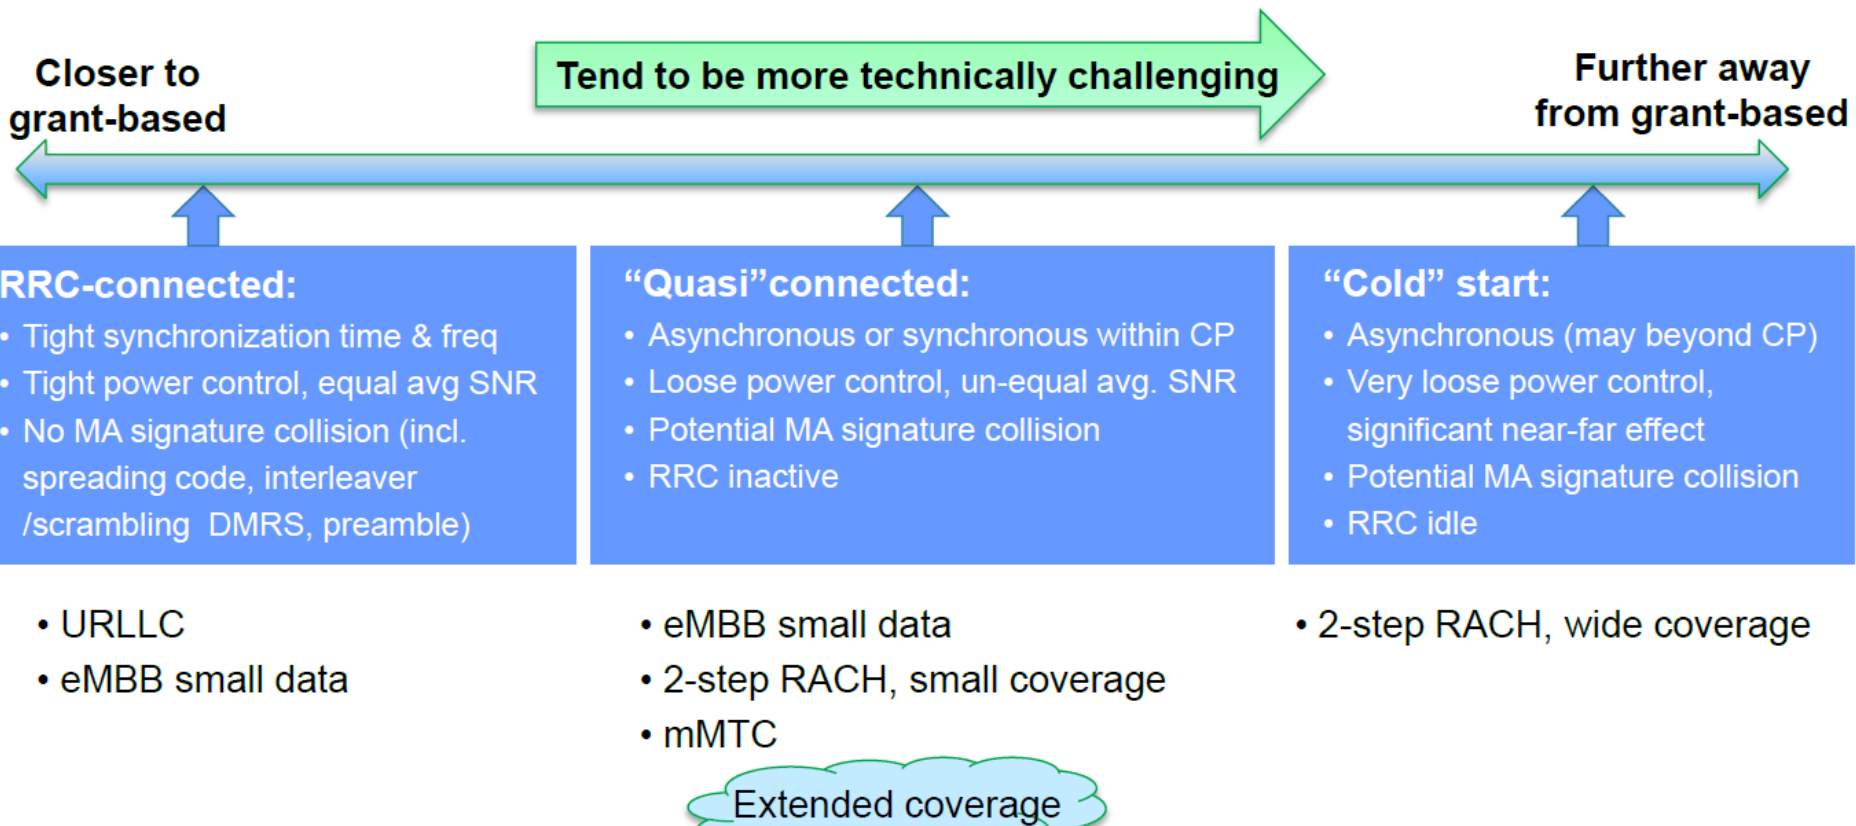 Closer to
grant-based
Tend to be more technically challenging
Further away
from grant-based
RRC-connected:
• Tight synchronization time & freq
• Tight power control, equal avg SNR
• No MA signature collision (incl.
spreading code, interleaver
/scrambling DMRS, preamble)
“Quasi”connected:
• Asynchronous or synchronous within CP
• Loose power control, un-equal avg. SNR
• Potential MA signature collision
• RRC inactive
“Cold” start:
• Asynchronous (may beyond CP)
• Very loose power control,
significant near-far effect
• Potential MA signature collision
• RRC idle
• URLLC
• eMBB small data
• eMBB small data
• 2-step RACH, small coverage
• mMTC
Extended coverage
• 2-step RACH, wide coverage